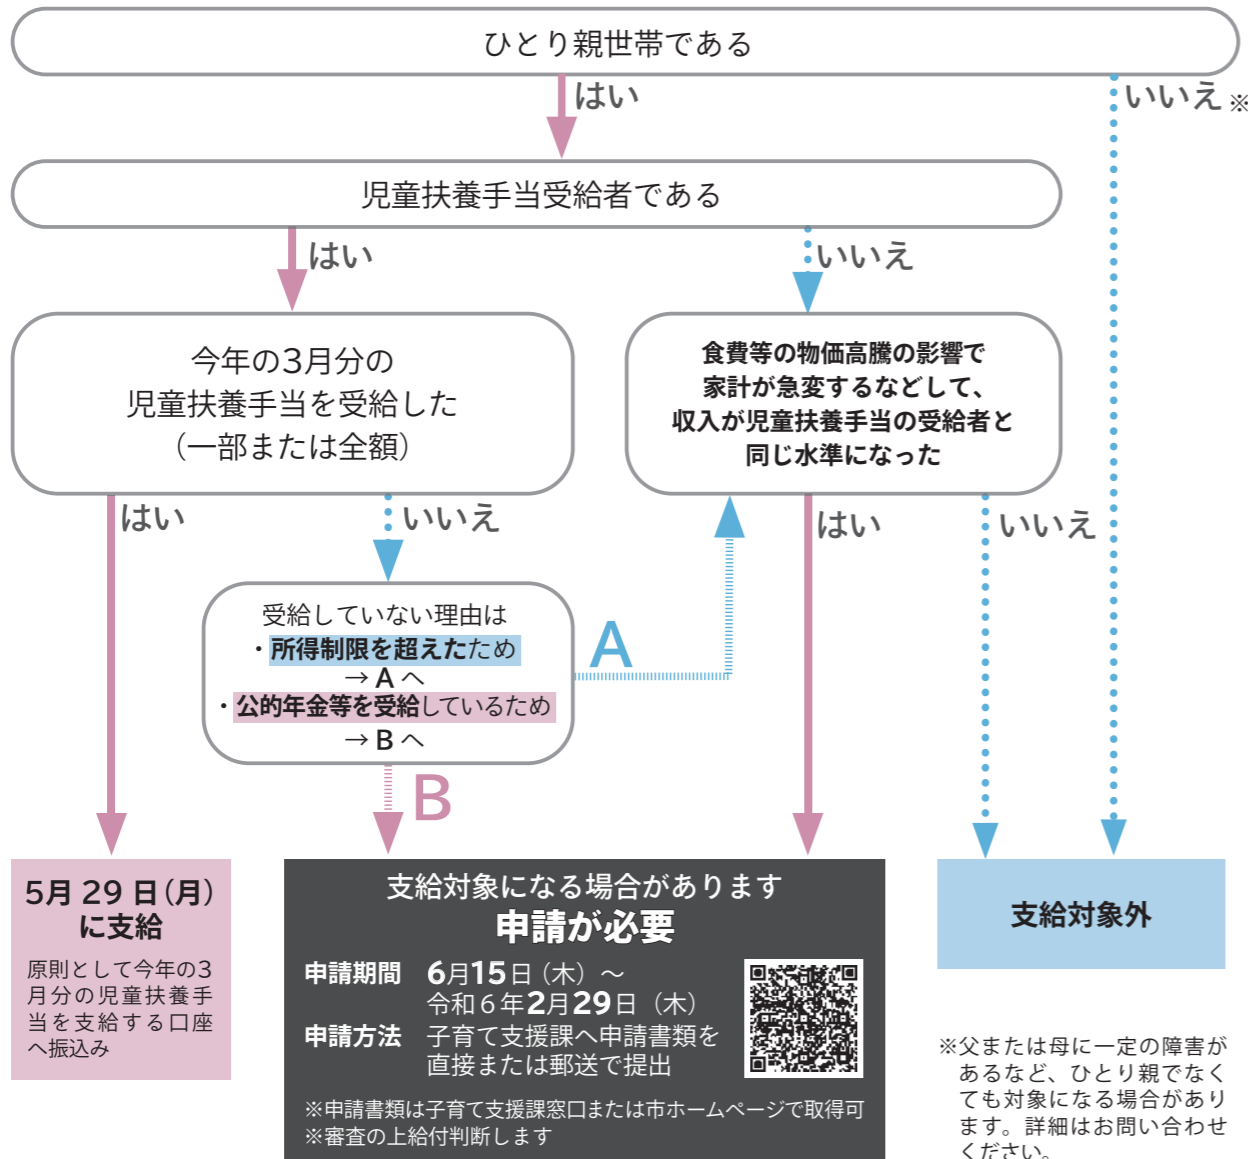 ひとり親世帯である
はい
いいえ※
児童扶養手当受給者である
はい
いいえ
今年の3月分の
児童扶養手当を受給した
（一部または全額）
食費等の物価高騰の影響で
家計が急変するなどして、
収入が児童扶養手当の受給者と
同じ水準になった
はい
いいえ
はい
いいえ
受給していない理由は
・所得制限を超えたため
→ A へ
・公的年金等を受給しているため
→ B へ
A
B
5月 29 日（月）
に支給
原則として今年の3
月分の児童扶養手
当を支給する口座
へ振込み
支給対象になる場合があります
申請が必要
申請期間 6月15日（木）～
令和６年2月29日（木）
申請方法 子育て支援課へ申請書類を
直接または郵送で提出
※申請書類は子育て支援課窓口または市ホームページで取得可
※審査の上給付判断します
支給対象外
※父または母に一定の障害が
あるなど、ひとり親でなく
ても対象になる場合があり
ます。詳細はお問い合わせ
ください。